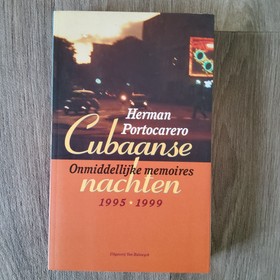 Herman
Portocarero
Cubaanse
Onmiddellijke memoires
nachten
1995 • 1999